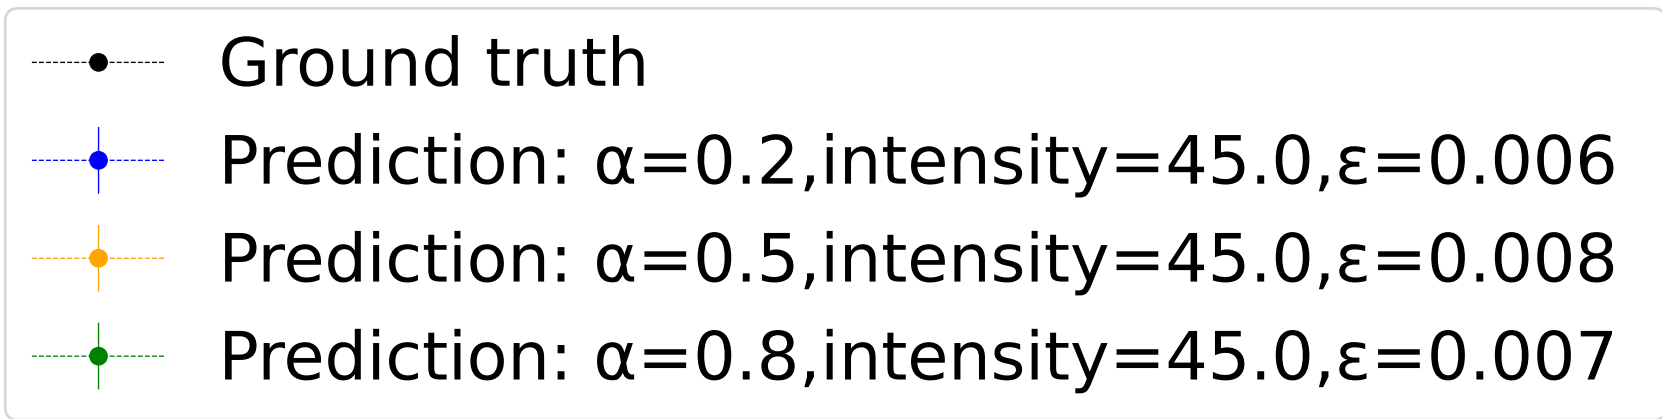 Ground truth
Prediction: α=0.2,intensity=45.0,ε=0.006
Prediction: α=0.5,intensity=45.0,ε=0.008
Prediction: α=0.8,intensity=45.0,ε=0.007